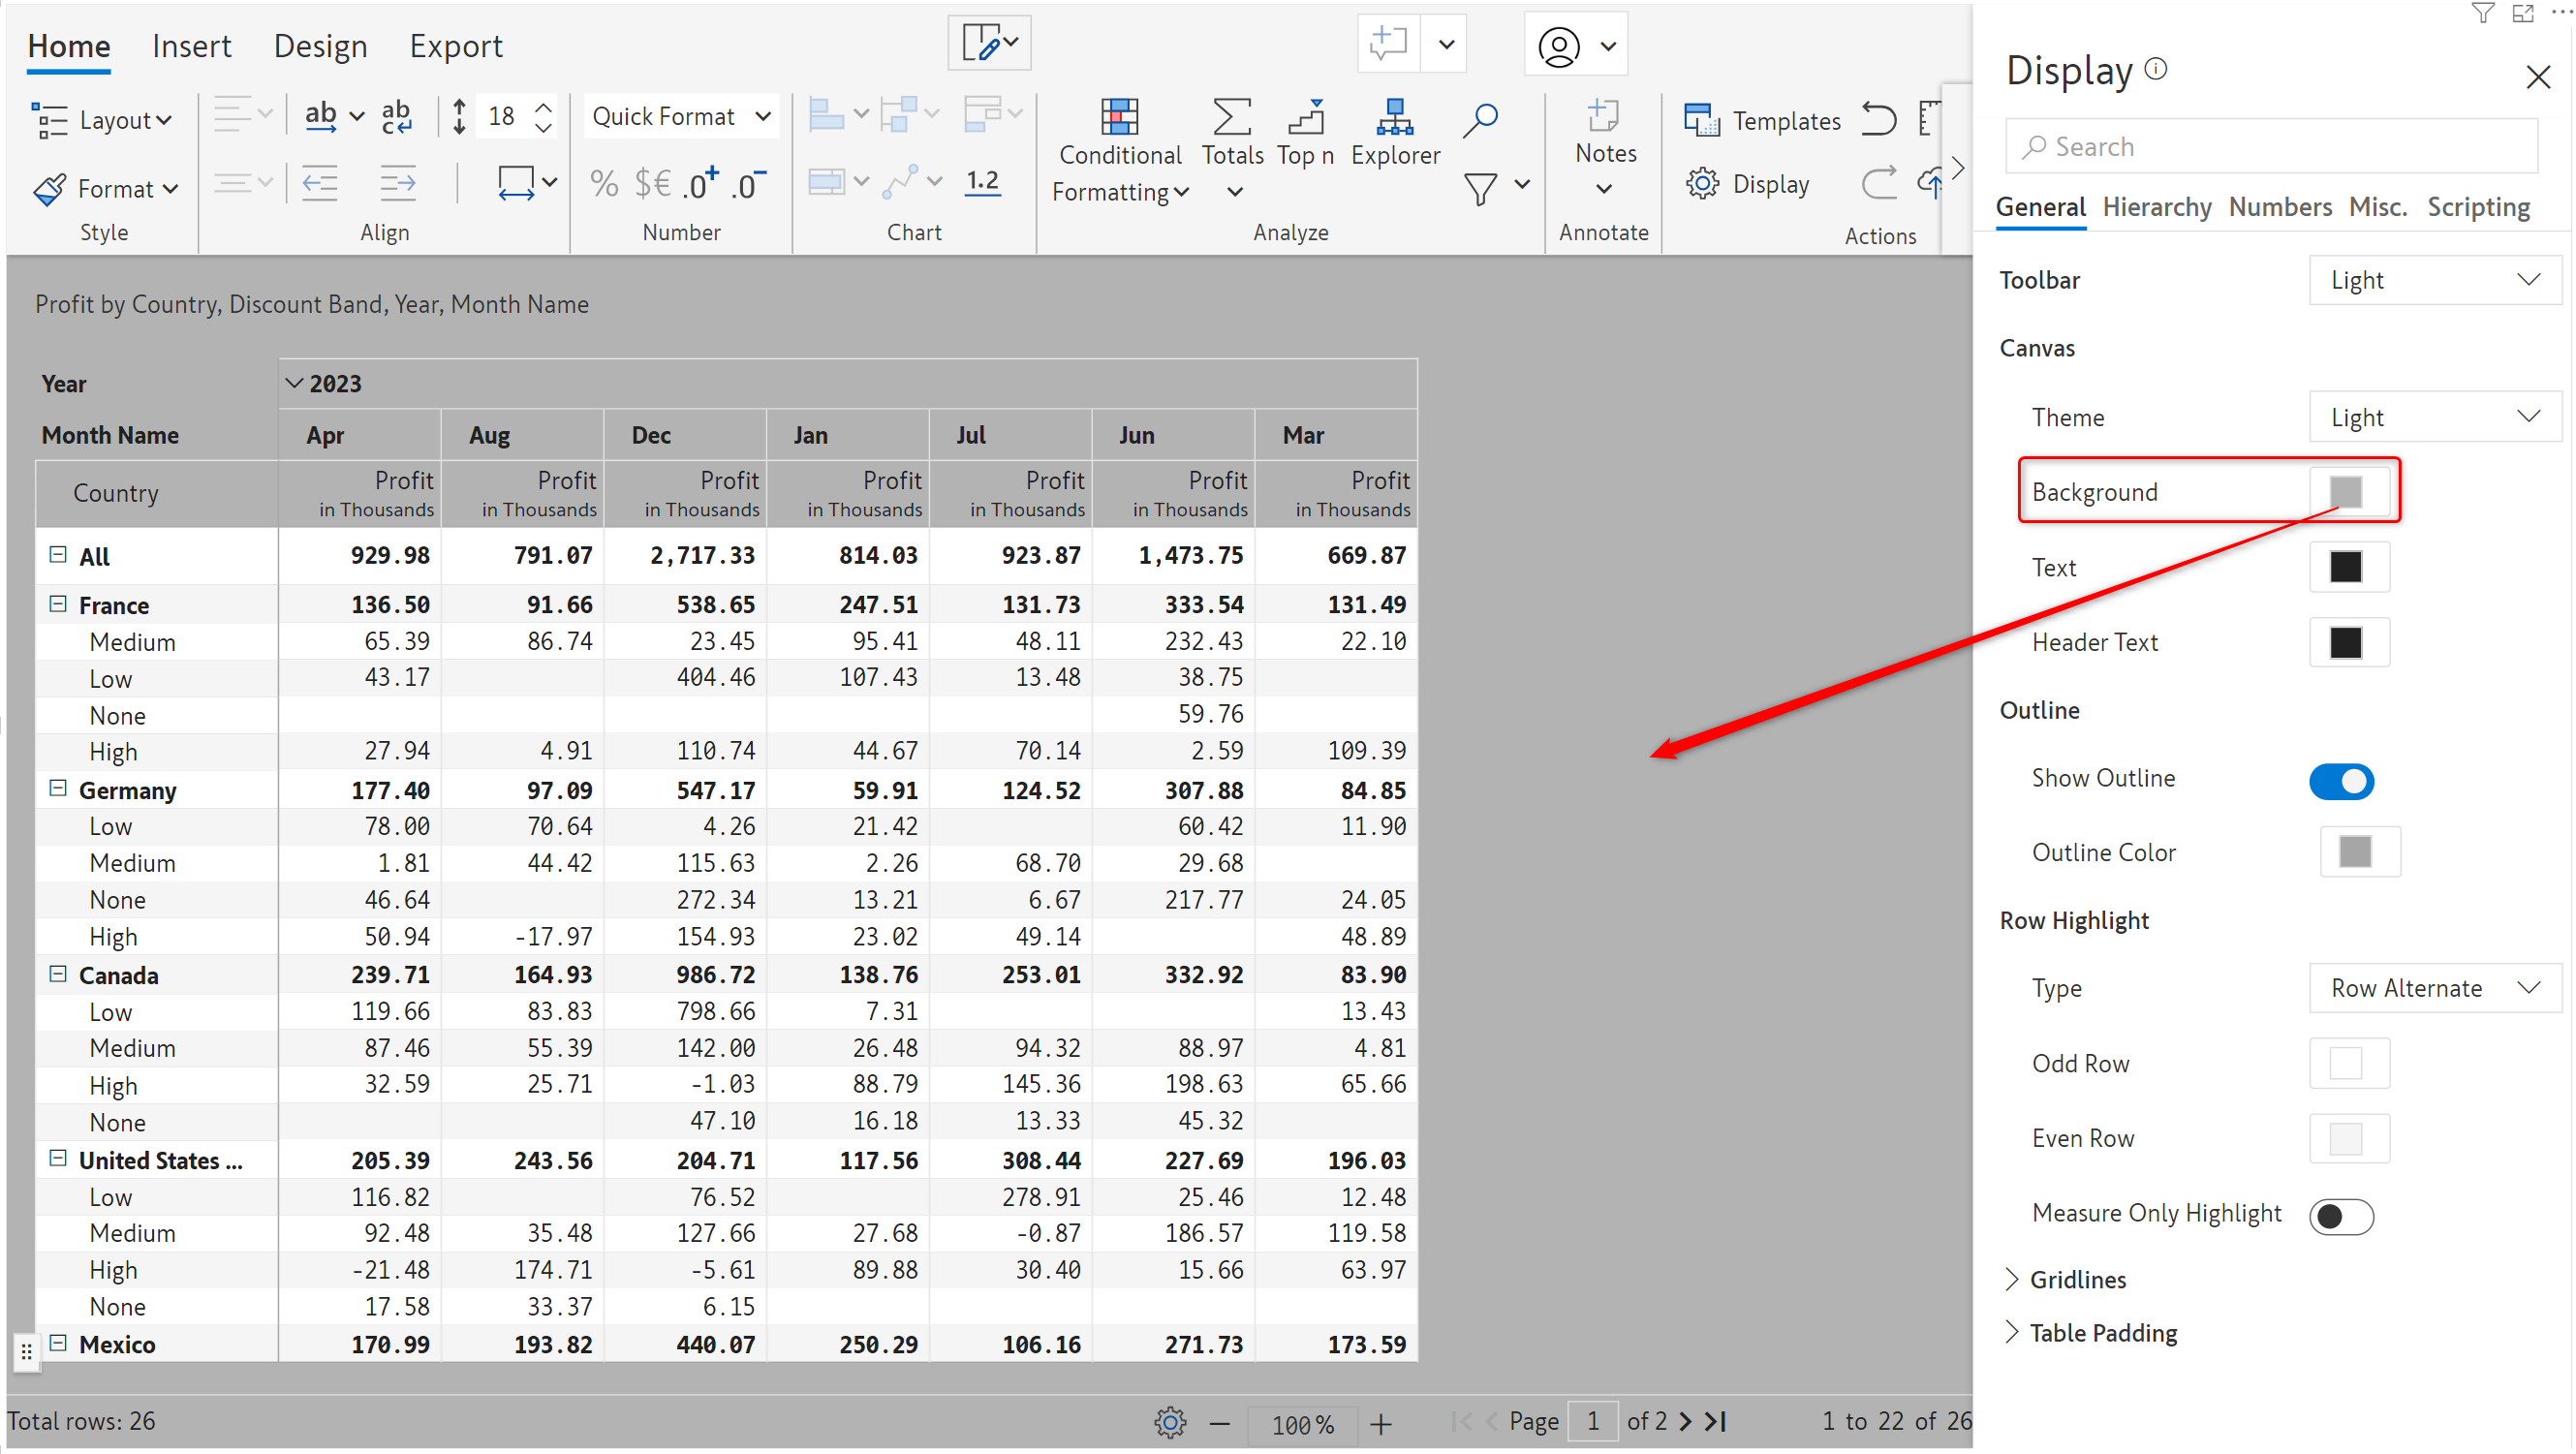 Home Insert Design Export
Layout ab ab c 18 Quick Format
Format % $€ .0+ .0- 1.2
Conditional Formatting Totals Top n Explorer Notes Templates Display
Style Align Number Chart Analyze Annotate Actions
Profit by Country, Discount Band, Year, Month Name
Year 2023
Month Name Apr Aug Dec Jan Jul Jun Mar
Country Profit Profit Profit Profit Profit Profit Profit
in Thousands in Thousands in Thousands in Thousands in Thousands in Thousands in Thousands
All 929.98 791.07 2,717.33 814.03 923.87 1,473.75 669.87
France 136.50 91.66 538.65 247.51 131.73 333.54 131.49
Medium 65.39 86.74 23.45 95.41 48.11 232.43 22.10
Low 43.17 404.46 107.43 13.48 38.75
None 59.76
High 27.94 4.91 110.74 44.67 70.14 2.59 109.39
Germany 177.40 97.09 547.17 59.91 124.52 307.88 84.85
Low 78.00 70.64 4.26 21.42 60.42 11.90
Medium 1.81 44.42 115.63 2.26 68.70 29.68
None 46.64 272.34 13.21 6.67 217.77 24.05
High 50.94 -17.97 154.93 23.02 49.14 48.89
Canada 239.71 164.93 986.72 138.76 253.01 332.92 83.90
Low 119.66 83.83 798.66 7.31 13.43
Medium 87.46 55.39 142.00 26.48 94.32 88.97 4.81
High 32.59 25.71 -1.03 88.79 145.36 198.63 65.66
None 47.10 16.18 13.33 45.32
United States ... 205.39 243.56 204.71 117.56 308.44 227.69 196.03
Low 116.82 76.52 278.91 25.46 12.48
Medium 92.48 35.48 127.66 27.68 -0.87 186.57 119.58
High -21.48 174.71 -5.61 89.88 30.40 15.66 63.97
None 17.58 33.37 6.15
Mexico 170.99 193.82 440.07 250.29 106.16 271.73 173.59
Total rows: 26 100% Page 1 of 2 1 to 22 of 26
Display
Search
General Hierarchy Numbers Misc. Scripting
Toolbar Light
Canvas
Theme Light
Background
Text
Header Text
Outline
Show Outline
Outline Color
Row Highlight
Type Row Alternate
Odd Row
Even Row
Measure Only Highlight
Gridlines
Table Padding